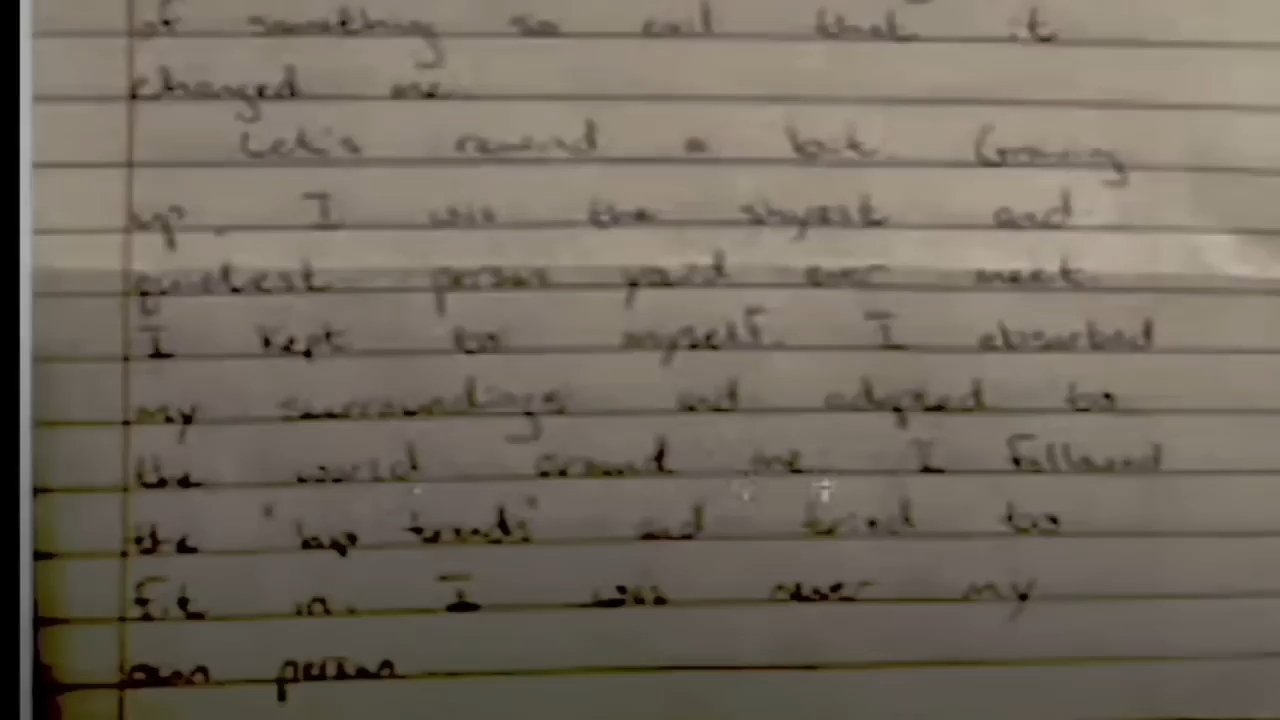 of something so evil that it
changed me.
Let's rewind a bit. Growing
up, I was the shyest and
quietest person you'd ever meet.
I kept to myself. I absorbed
my surroundings and adapted to
the world around me. I followed
the " trends" and tried to
fit in. I was never my
own person